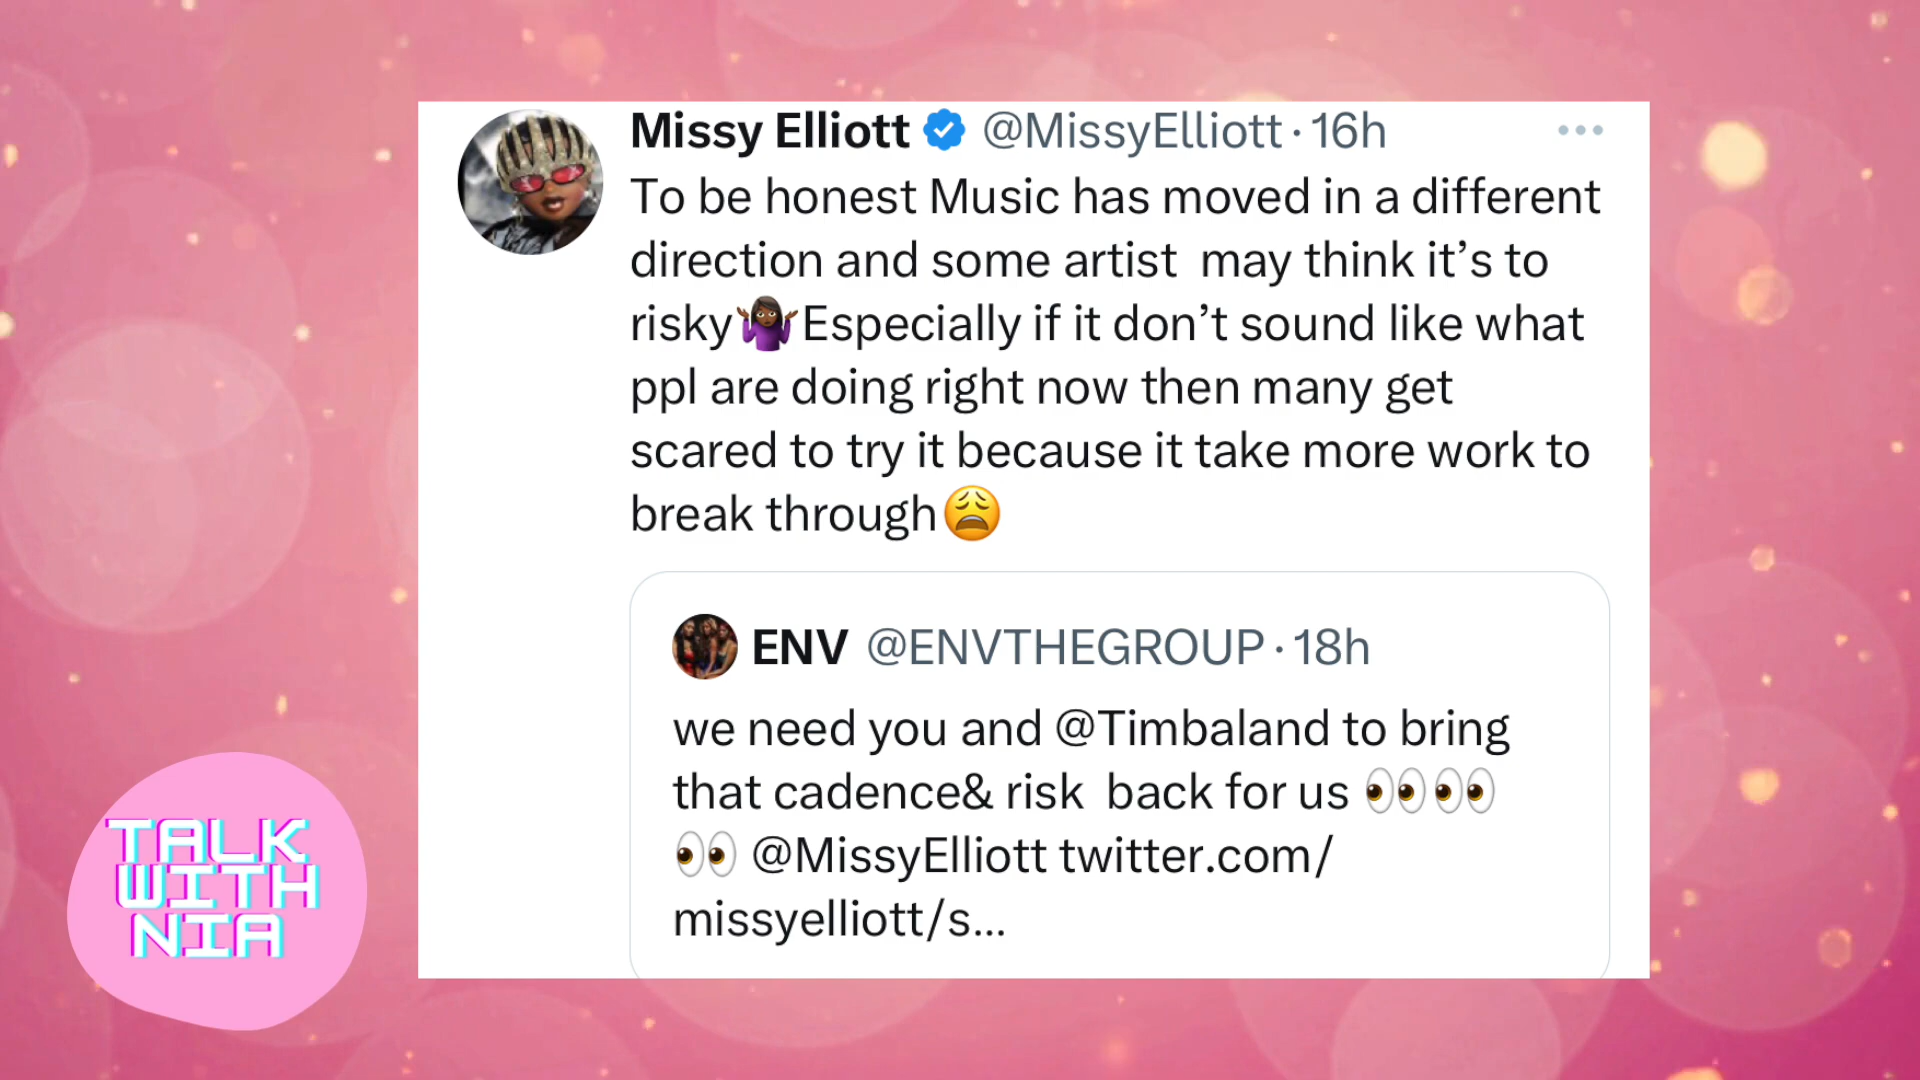 Missy Elliott @MissyElliott · 16h
To be honest Music has moved in a different
direction and some artist  may think it’s to
risky🤷🏾‍♀️Especially if it don’t sound like what
ppl are doing right now then many get
scared to try it because it take more work to
break through😩
ENV @ENVTHEGROUP · 18h
we need you and @Timbaland to bring
that cadence& risk  back for us 👀👀
👀 @MissyElliott twitter.com/
missyelliott/s...
TALK
WITH
NIA